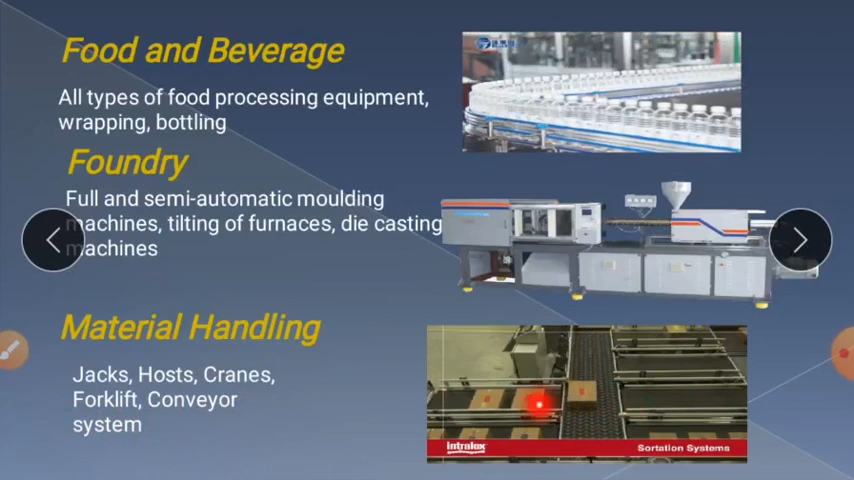 Food and Beverage
All types of food processing equipment,
wrapping, bottling
Foundry
Full and semi-automatic moulding
machines, tilting of furnaces, die casting
machines
Material Handling
Jacks, Hosts, Cranes,
Forklift, Conveyor
system
intralox
Sortation Systems